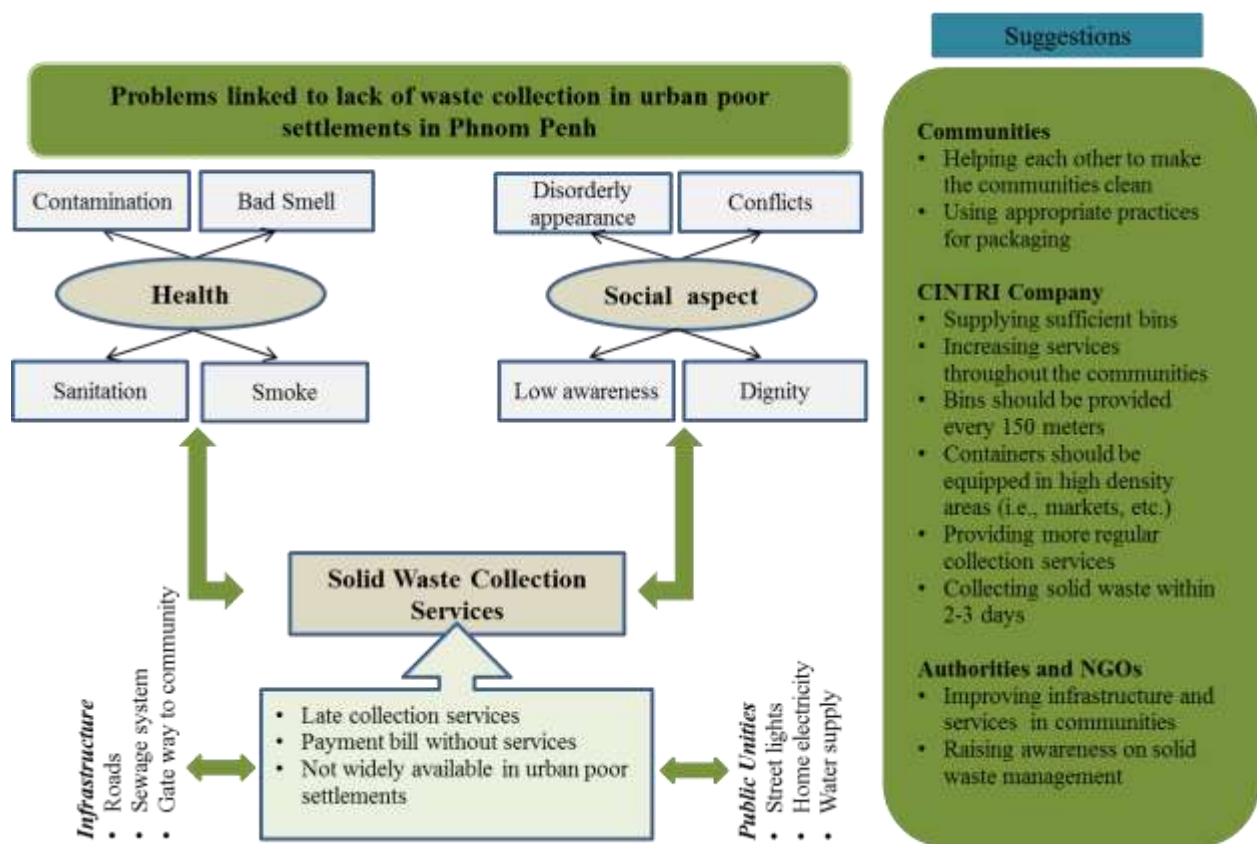 Problems linked to lack of waste collection in urban poor
settlements in Phnom Penh
Contamination
Bad Smell
Health
Sanitation
Smoke
Disorderly
appearance
Conflicts
Social aspect
Low awareness
Dignity
Solid Waste Collection
Services
• Late collection services
• Payment bill without services
• Not widely available in urban poor
settlements
Infrastructure
• Roads
• Sewage system
• Gate way to community
Public Unities
• Street lights
• Home electricity
• Water supply
Suggestions
Communities
• Helping each other to make
the communities clean
• Using appropriate practices
for packaging
CINTRI Company
• Supplying sufficient bins
• Increasing services
throughout the communities
• Bins should be provided
every 150 meters
• Containers should be
equipped in high density
areas (i.e., markets, etc.)
• Providing more regular
collection services
• Collecting solid waste within
2-3 days
Authorities and NGOs
• Improving infrastructure and
services in communities
• Raising awareness on solid
waste management